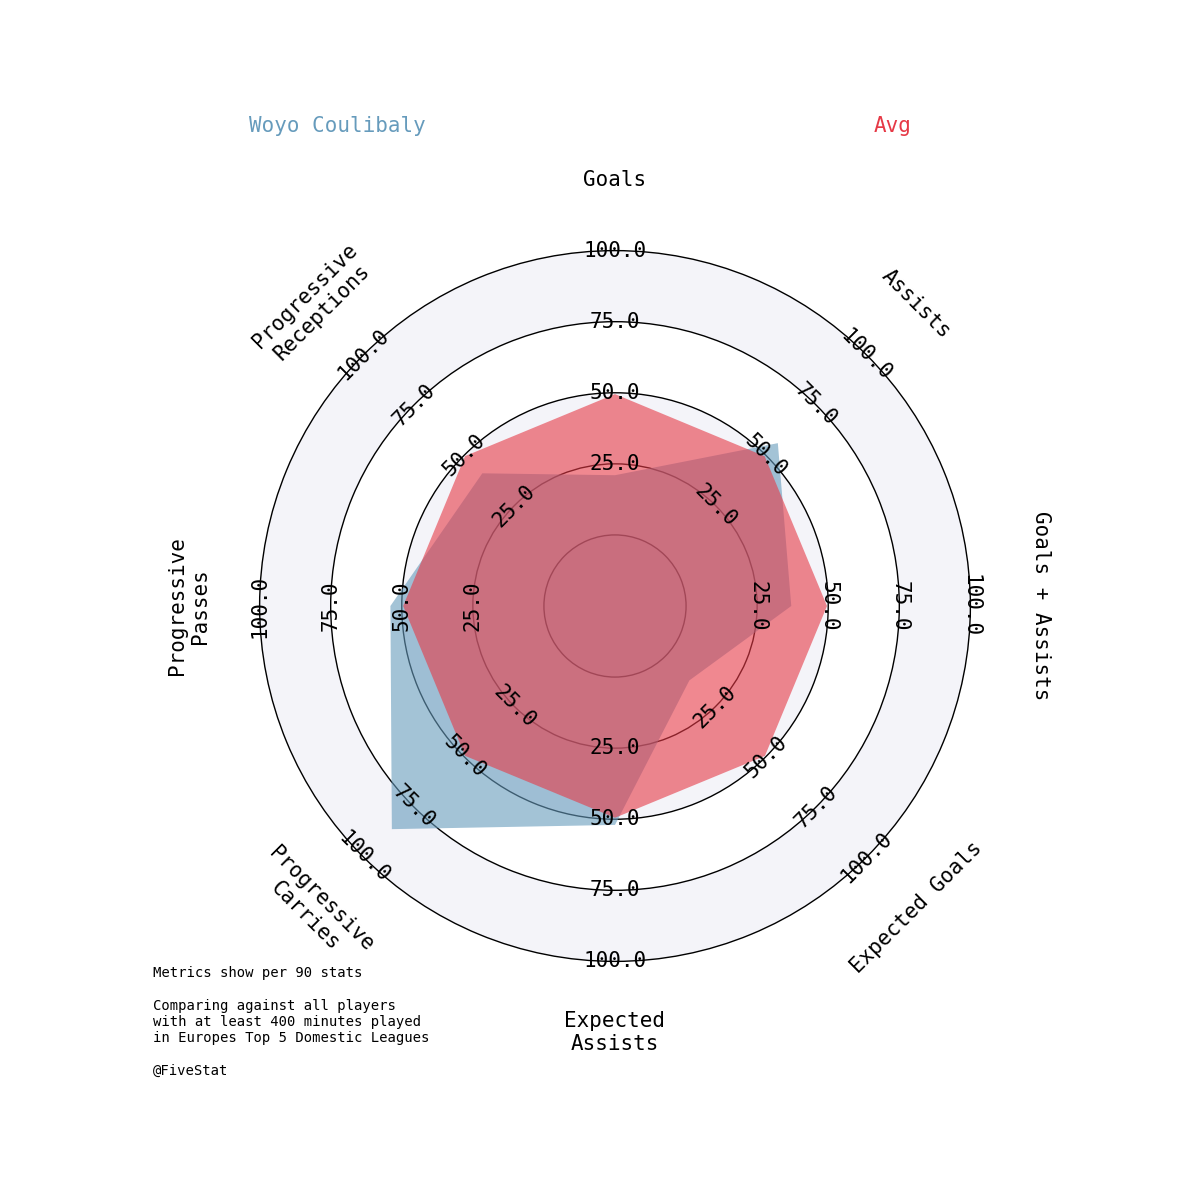 Woyo Coulibaly
Avg
Goals
Assists
Goals + Assists
Expected Goals
Expected
Assists
Progressive
Carries
Progressive
Passes
Progressive
Receptions
25.0
50.0
75.0
100.0
25.0
50.0
75.0
100.0
25.0
50.0
75.0
100.0
25.0
50.0
75.0
100.0
25.0
50.0
75.0
100.0
25.0
50.0
75.0
100.0
25.0
50.0
75.0
100.0
25.0
50.0
75.0
100.0
Metrics show per 90 stats
Comparing against all players
with at least 400 minutes played
in Europes Top 5 Domestic Leagues
@FiveStat